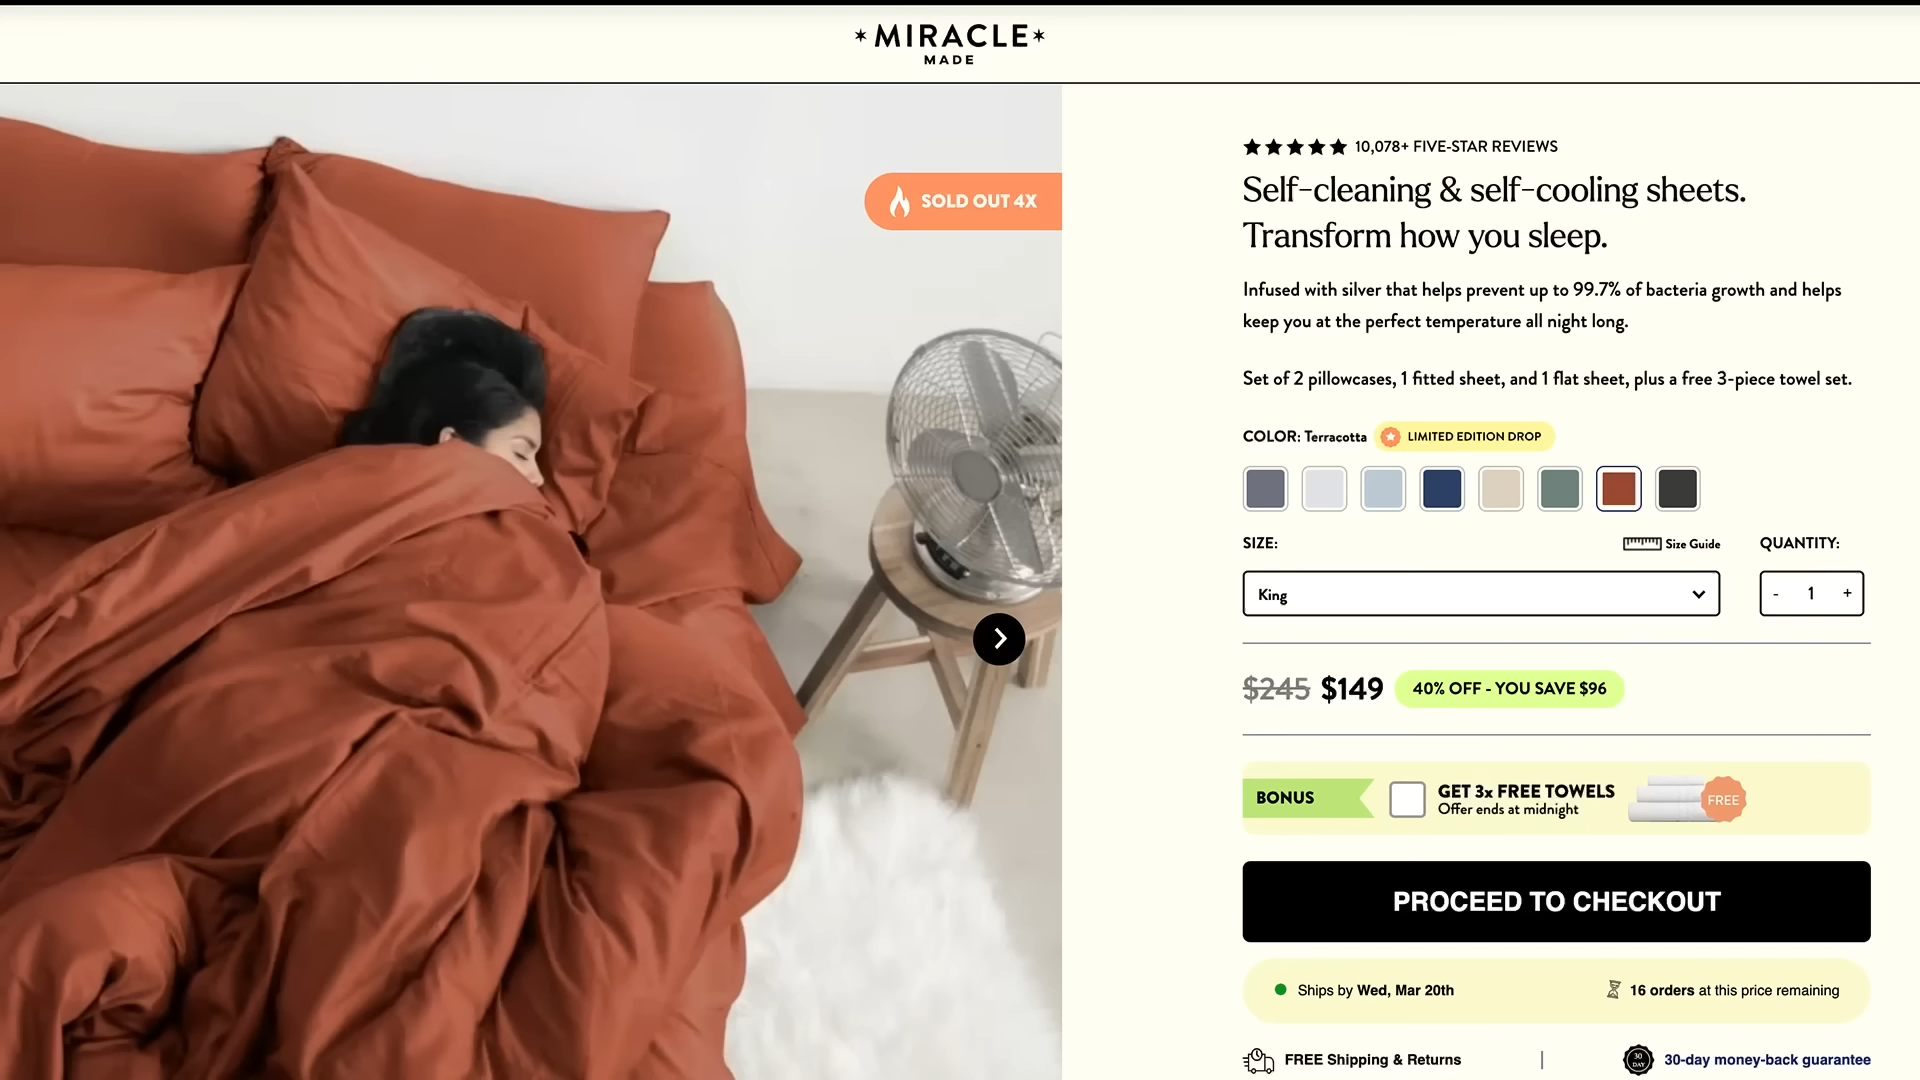 MIRACLE
MADE
SOLD OUT 4X
10,078+ FIVE-STAR REVIEWS
Self-cleaning & self-cooling sheets.
Transform how you sleep.
Infused with silver that helps prevent up to 99.7% of bacteria growth and helps
keep you at the perfect temperature all night long.
Set of 2 pillowcases, 1 fitted sheet, and 1 flat sheet, plus a free 3-piece towel set.
COLOR: Terracotta LIMITED EDITION DROP
SIZE: Size Guide QUANTITY:
King - 1 +
$245 $149 40% OFF - YOU SAVE $96
BONUS GET 3x FREE TOWELS
Offer ends at midnight
FREE
PROCEED TO CHECKOUT
Ships by Wed, Mar 20th 16 orders at this price remaining
FREE Shipping & Returns | 30 DAY 30-day money-back guarantee